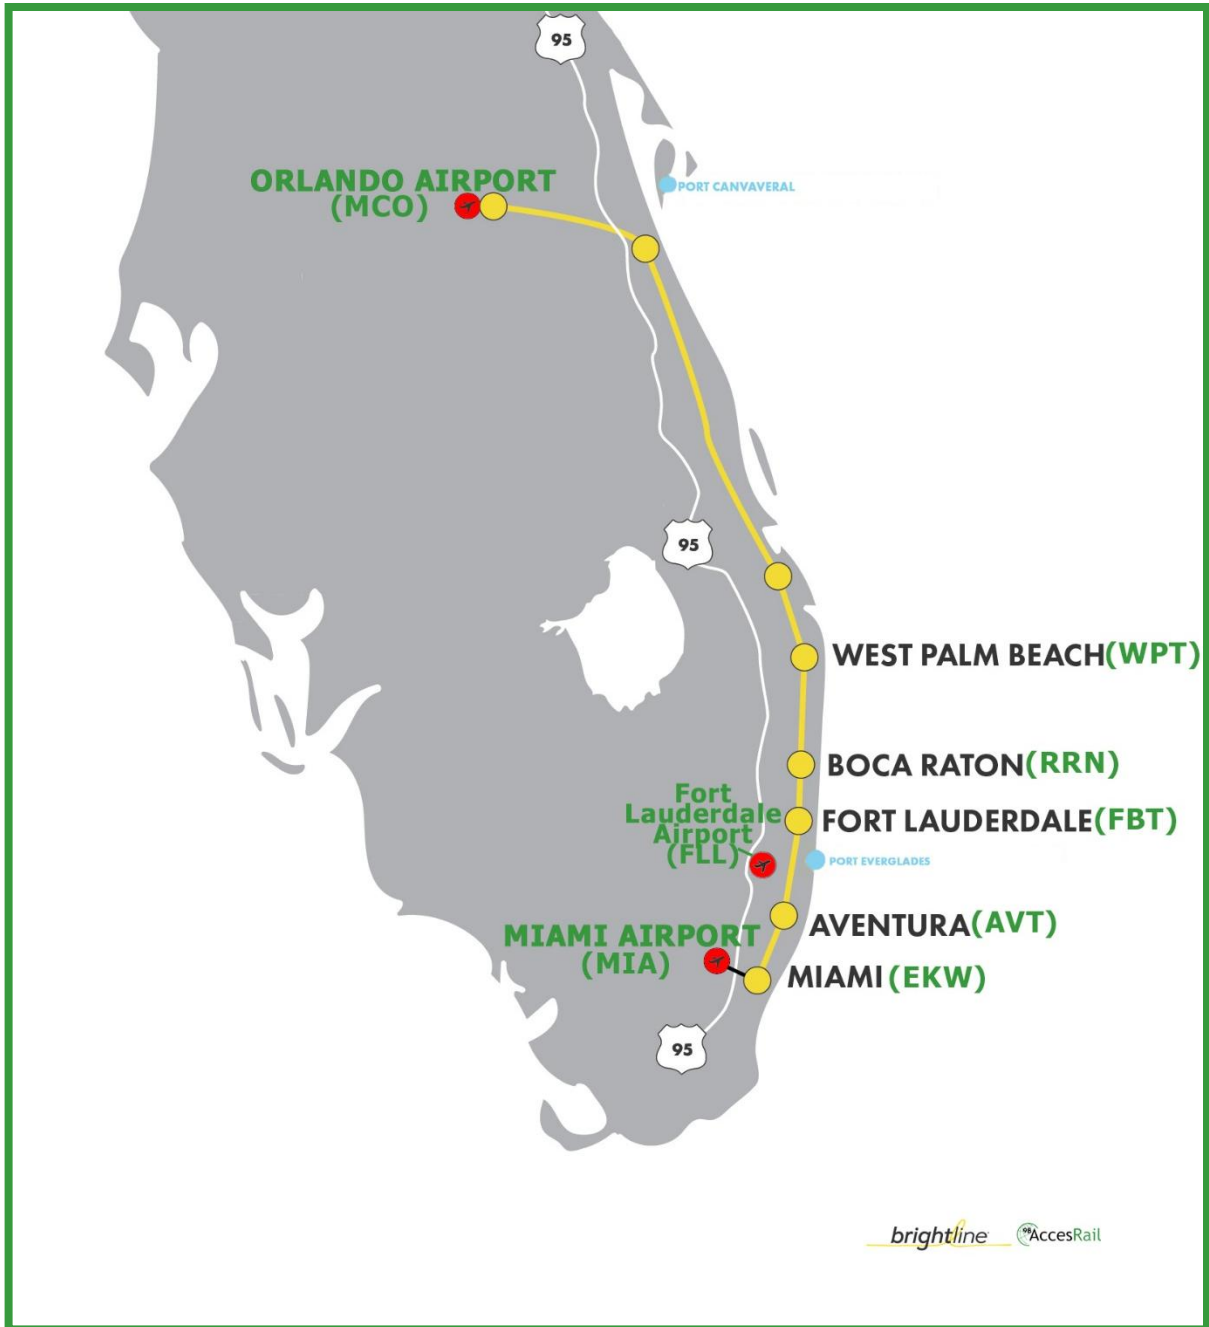 95
ORLANDO AIRPORT
(MCO)
PORT CANVAVERAL
95
WEST PALM BEACH(WPT)
BOCA RATON(RRN)
Fort
Lauderdale
Airport
(FLL)
FORT LAUDERDALE(FBT)
PORT EVERGLADES
AVENTURA(AVT)
MIAMI AIRPORT
(MIA)
MIAMI(EKW)
95
brightline
98AccesRail